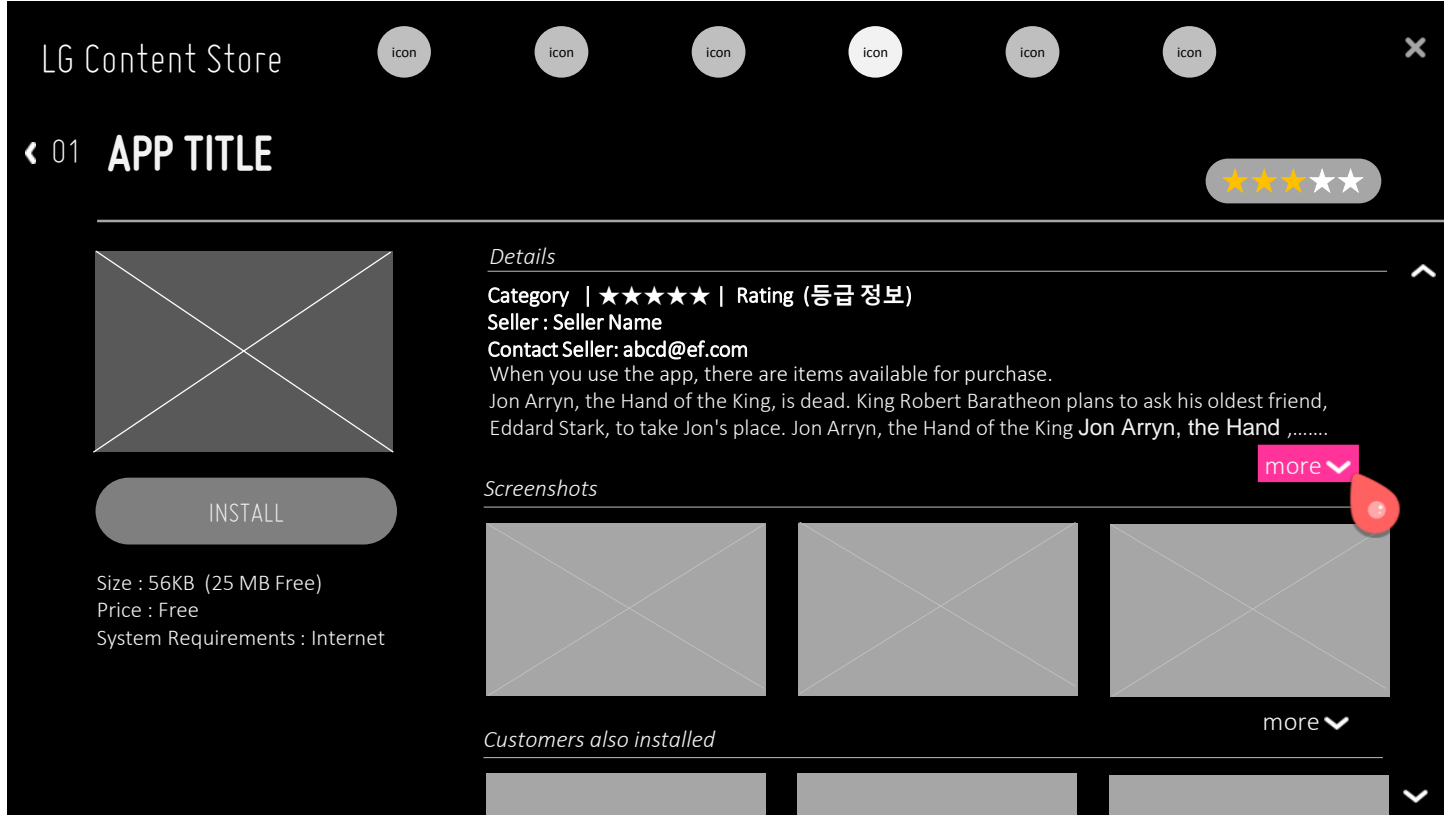 LG Content Store
icon
icon
icon
icon
icon
icon
01 APP TITLE
Details
Category | ★★★★★ | Rating (등급 정보)
Seller : Seller Name
Contact Seller: abcd@ef.com
When you use the app, there are items available for purchase.
Jon Arryn, the Hand of the King, is dead. King Robert Baratheon plans to ask his oldest friend,
Eddard Stark, to take Jon's place. Jon Arryn, the Hand of the King Jon Arryn, the Hand ,.......
more
INSTALL
Size : 56KB (25 MB Free)
Price : Free
System Requirements : Internet
Screenshots
more
Customers also installed